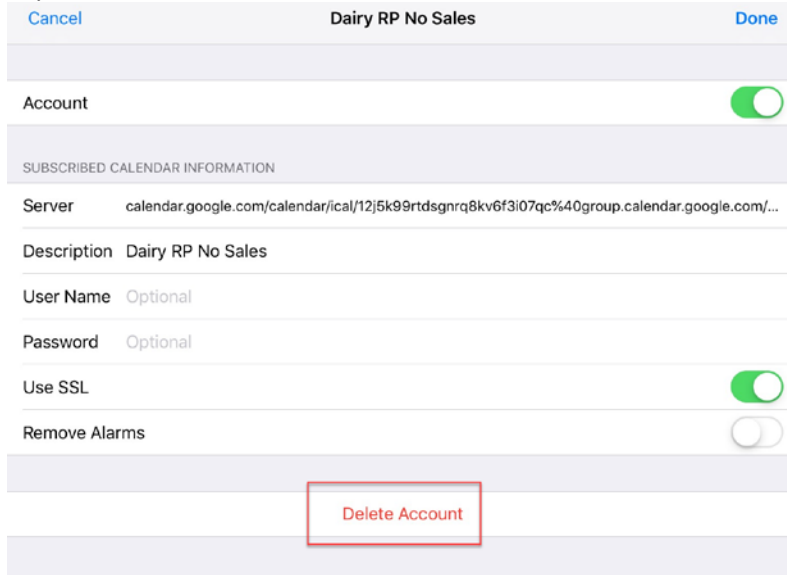 Cancel Dairy RP No Sales Done
Account
SUBSCRIBED CALENDAR INFORMATION
Server calendar.google.com/calendar/ical/12j5k99rtdsgnrq8kv6f3i07qc%40group.calendar.google.com/...
Description Dairy RP No Sales
User Name Optional
Password Optional
Use SSL
Remove Alarms
Delete Account